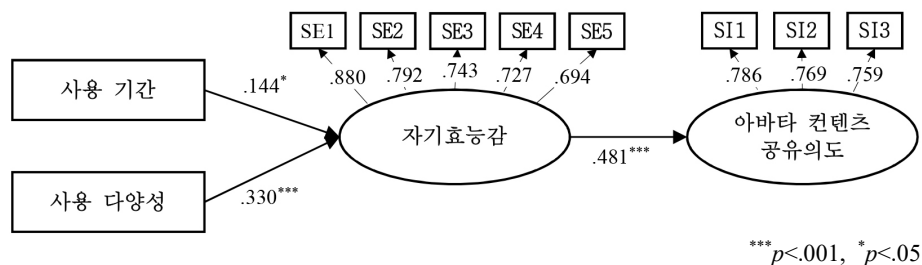 SE1 SE2 SE3 SE4 SE5 SI1 SI2 SI3
.880 .792 .743 .727 .694 .786 .769 .759
사용 기간
.144*
자기효능감
.481***
아바타 컨텐츠
공유의도
사용 다양성
.330***
***p<.001, *p<.05